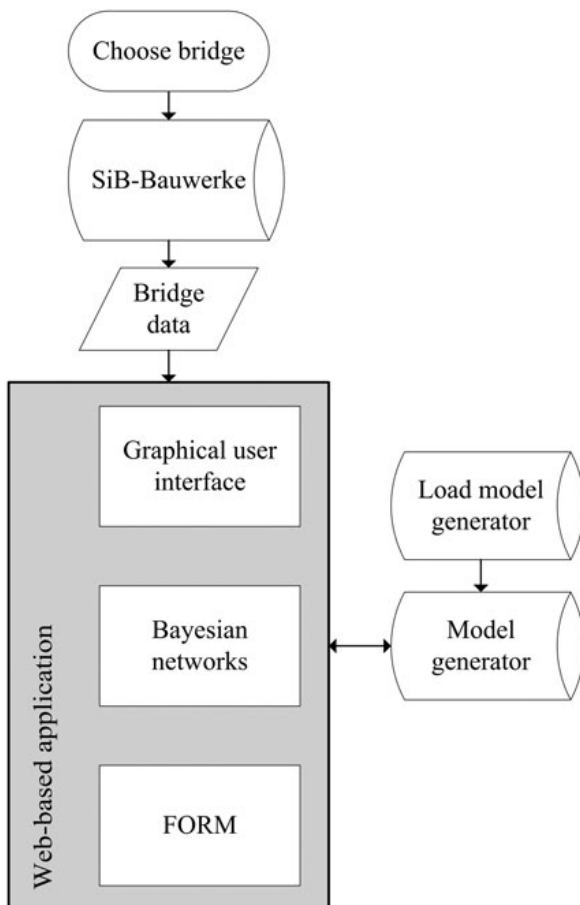 Choose bridge
SiB-Bauwerke
Bridge
data
Graphical user
interface
Load model
generator
Bayesian
networks
Model
generator
FORM
Web-based application